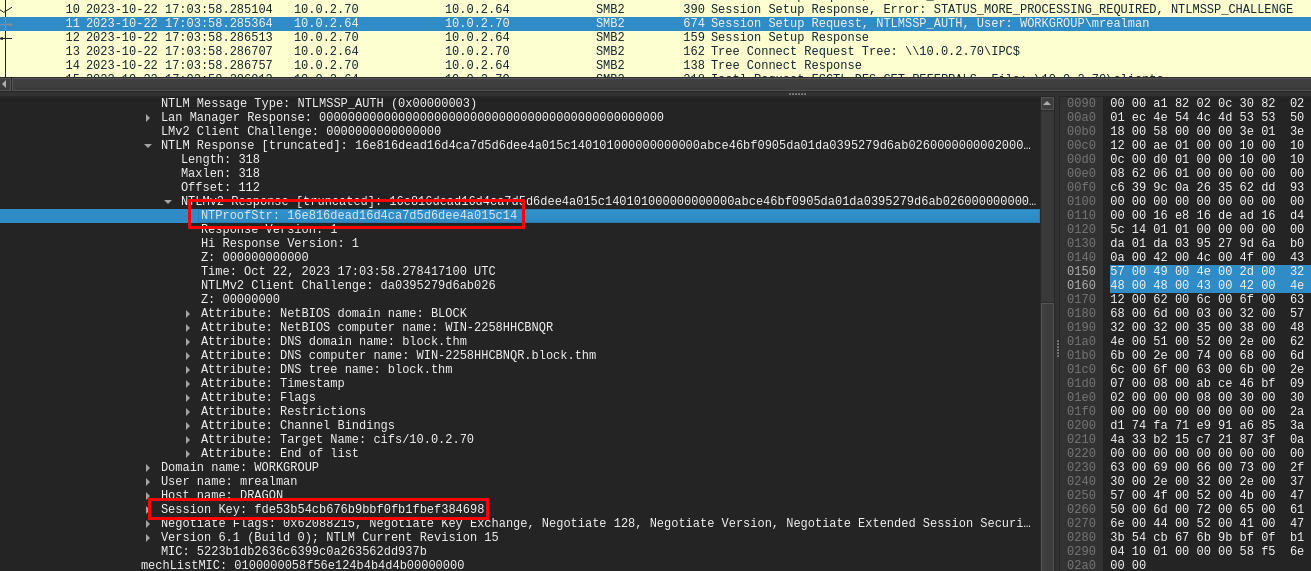 10 2023-10-22 17:03:58.285104 10.0.2.70 10.0.2.64 SMB2 390 Session Setup Response, Error: STATUS_MORE_PROCESSING_REQUIRED, NTLMSSP_CHALLENGE
11 2023-10-22 17:03:58.285364 10.0.2.64 10.0.2.70 SMB2 674 Session Setup Request, NTLMSSP_AUTH, User: WORKGROUP\mrealman
12 2023-10-22 17:03:58.286513 10.0.2.70 10.0.2.64 SMB2 159 Session Setup Response
13 2023-10-22 17:03:58.286707 10.0.2.64 10.0.2.70 SMB2 162 Tree Connect Request Tree: \\10.0.2.70\IPC$
14 2023-10-22 17:03:58.286757 10.0.2.70 10.0.2.64 SMB2 138 Tree Connect Response
NTLM Message Type: NTLMSSP_AUTH (0x00000003)
Lan Manager Response: 000000000000000000000000000000000000000000000000
LMv2 Client Challenge: 0000000000000000
NTLM Response [truncated]: 16e816dead16d4ca7d5d6dee4a015c140101000000000000abce46bf0905da01da0395279d6ab0260000000002000…
Length: 318
Maxlen: 318
Offset: 112
NTLMv2 Response [truncated]: 16e816dead16d4ca7d5d6dee4a015c140101000000000000abce46bf0905da01da0395279d6ab026000000000…
NTProofStr: 16e816dead16d4ca7d5d6dee4a015c14
Response Version: 1
Hi Response Version: 1
Z: 000000000000
Time: Oct 22, 2023 17:03:58.278417100 UTC
NTLMv2 Client Challenge: da0395279d6ab026
Z: 00000000
Attribute: NetBIOS domain name: BLOCK
Attribute: NetBIOS computer name: WIN-2258HHCBNQR
Attribute: DNS domain name: block.thm
Attribute: DNS computer name: WIN-2258HHCBNQR.block.thm
Attribute: DNS tree name: block.thm
Attribute: Timestamp
Attribute: Flags
Attribute: Restrictions
Attribute: Channel Bindings
Attribute: Target Name: cifs/10.0.2.70
Attribute: End of list
Domain name: WORKGROUP
User name: mrealman
Host name: DRAGON
Session Key: fde53b54cb676b9bbf0fb1fbef384698
Negotiate Flags: 0x62088215, Negotiate Key Exchange, Negotiate 128, Negotiate Version, Negotiate Extended Session Securi…
Version 6.1 (Build 0); NTLM Current Revision 15
MIC: 5223b1db2636c6399c0a263562dd937b
mechListMIC: 0100000058f56e124b4b4d4b00000000
0090 00 00 a1 82 02 0c 30 82 02
00a0 01 ec 4e 54 4c 4d 53 53 50
00b0 18 00 58 00 00 00 3e 01 3e
00c0 12 00 ae 01 00 00 10 00 10
00d0 0c 00 d0 01 00 00 10 00 10
00e0 08 62 06 01 00 00 00 00 00
00f0 c6 39 9c 0a 26 35 62 dd 93
0100 00 00 00 00 00 00 00 00 00
0110 00 00 16 e8 16 de ad 16 d4
0120 5c 14 01 01 00 00 00 00 00
0130 da 01 da 03 95 27 9d 6a b0
0140 0a 00 42 00 4c 00 4f 00 43
0150 57 00 49 00 4e 00 2d 00 32
0160 48 00 48 00 43 00 42 00 4e
0170 12 00 62 00 6c 00 6f 00 63
0180 68 00 6d 00 03 00 32 00 57
0190 32 00 32 00 35 00 38 00 48
01a0 4e 00 51 00 52 00 2e 00 62
01b0 6b 00 2e 00 74 00 68 00 6d
01c0 6c 00 6f 00 63 00 6b 00 2e
01d0 07 00 08 00 ab ce 46 bf 09
01e0 02 00 00 00 08 00 30 00 30
01f0 00 00 00 00 00 00 00 00 2a
0200 d1 74 fa 71 e9 91 a6 85 3a
0210 4a 33 b2 15 c7 21 87 3f 0a
0220 00 00 00 00 00 00 00 00 00
0230 63 00 69 00 66 00 73 00 2f
0240 30 00 2e 00 32 00 2e 00 37
0250 57 00 4f 00 52 00 4b 00 47
0260 50 00 6d 00 72 00 65 00 61
0270 6e 00 44 00 52 00 41 00 47
0280 3b 54 cb 67 6b 9b bf 0f b1
0290 04 10 01 00 00 00 58 f5 6e
02a0 00 00